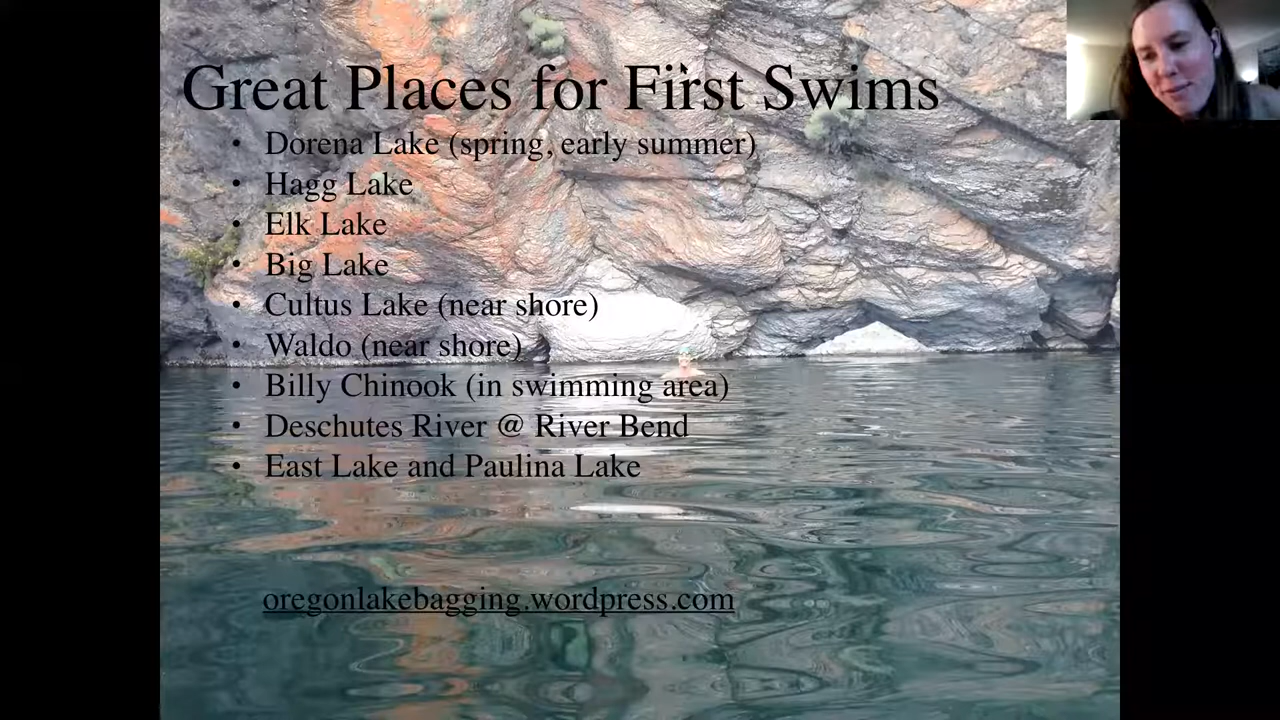 Great Places for First Swims
• Dorena Lake (spring, early summer)
• Hagg Lake
• Elk Lake
• Big Lake
• Cultus Lake (near shore)
• Waldo (near shore)
• Billy Chinook (in swimming area)
• Deschutes River @ River Bend
• East Lake and Paulina Lake
oregonlakebagging.wordpress.com